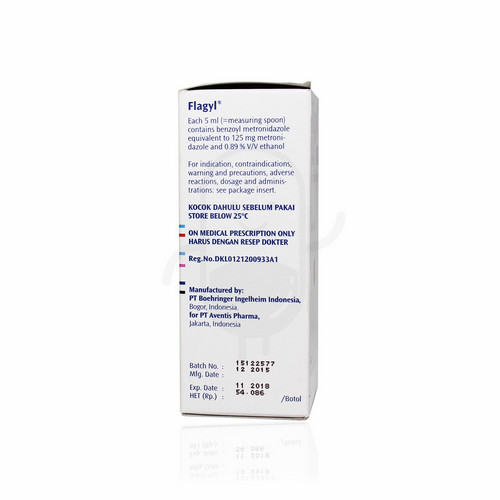 Flagyl®
Each 5 ml (=measuring spoon)
contains benzoyl metronidazole
equivalent to 125 mg metroni-
dazole and 0.89 % V/V ethanol
For indication, contraindications,
warning and precautions, adverse
reactions, dosage and adminis-
trations: see package insert.
KOCOK DAHULU SEBELUM PAKAI
STORE BELOW 25°C
ON MEDICAL PRESCRIPTION ONLY
HARUS DENGAN RESEP DOKTER
Reg.No.DKL0121200933A1
Manufactured by:
PT Boehringer Ingelheim Indonesia,
Bogor, Indonesia.
for PT Aventis Pharma,
Jakarta, Indonesia
Batch No. : 15122577
Mfg. Date : 12 2015
Exp. Date : 11 2018
HET (Rp.) : 54.086 /Botol